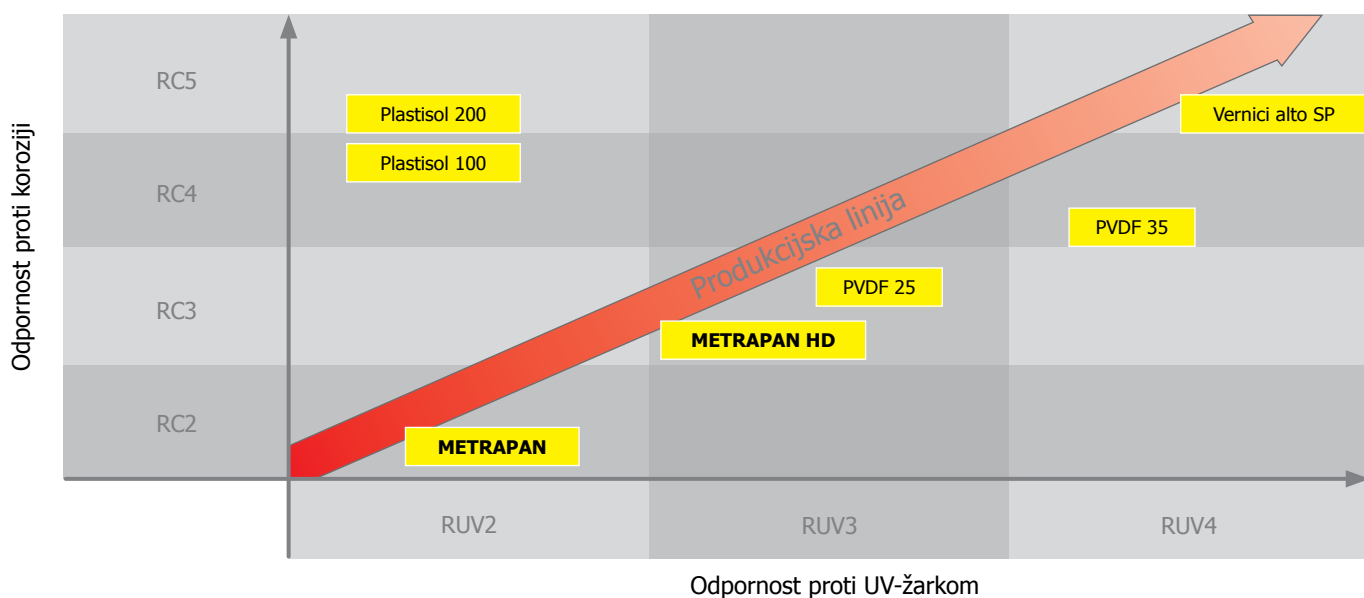 Odpornost proti koroziji
RC5
Plastisol 200
Vernici alto SP
Plastisol 100
RC4
PVDF 35
Produkcijska linija
RC3
PVDF 25
METRAPAN HD
RC2
METRAPAN
RUV2
RUV3
RUV4
Odpornost proti UV-žarkom